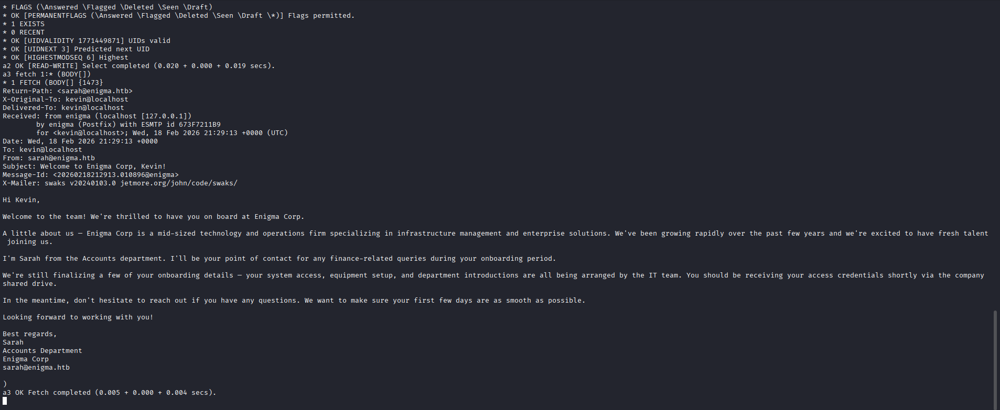 * FLAGS (\Answered \Flagged \Deleted \Seen \Draft)
* OK [PERMANENTFLAGS (\Answered \Flagged \Deleted \Seen \Draft \*)] Flags permitted.
* 1 EXISTS
* 0 RECENT
* OK [UIDVALIDITY 1771449871] UIDs valid
* OK [UIDNEXT 3] Predicted next UID
* OK [HIGHESTMODSEQ 6] Highest
a2 OK [READ-WRITE] Select completed (0.020 + 0.000 + 0.019 secs).
a3 fetch 1:* (BODY[])
* 1 FETCH (BODY[] {1473}
Return-Path: <sarah@enigma.htb>
X-Original-To: kevin@localhost
Delivered-To: kevin@localhost
Received: from enigma (localhost [127.0.0.1])
        by enigma (Postfix) with ESMTP id 673F7211B9
        for <kevin@localhost>; Wed, 18 Feb 2026 21:29:13 +0000 (UTC)
Date: Wed, 18 Feb 2026 21:29:13 +0000
To: kevin@localhost
From: sarah@enigma.htb
Subject: Welcome to Enigma Corp, Kevin!
Message-Id: <20260218212913.010896@enigma>
X-Mailer: swaks v20240103.0 jetmore.org/john/code/swaks/

Hi Kevin,

Welcome to the team! We're thrilled to have you on board at Enigma Corp.

A little about us — Enigma Corp is a mid-sized technology and operations firm specializing in infrastructure management and enterprise solutions. We've been growing rapidly over the past few years and we're excited to have fresh talent
 joining us.

I'm Sarah from the Accounts department. I'll be your point of contact for any finance-related queries during your onboarding period.

We're still finalizing a few of your onboarding details — your system access, equipment setup, and department introductions are all being arranged by the IT team. You should be receiving your access credentials shortly via the company
shared drive.

In the meantime, don't hesitate to reach out if you have any questions. We want to make sure your first few days are as smooth as possible.

Looking forward to working with you!

Best regards,
Sarah
Accounts Department
Enigma Corp
sarah@enigma.htb

)
a3 OK Fetch completed (0.005 + 0.000 + 0.004 secs).